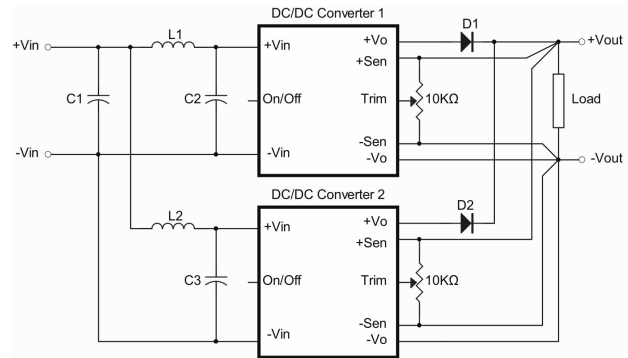 DC/DC Converter 1
L1
D1
+Vin
+Vin
+Vo
+Vout
+Sen
C1
C2
On/Off
Trim
10KΩ
Load
-Sen
-Vin
-Vin
-Vo
-Vout
DC/DC Converter 2
L2
D2
+Vin
+Vo
+Sen
C3
On/Off
Trim
10KΩ
-Sen
-Vin
-Vo